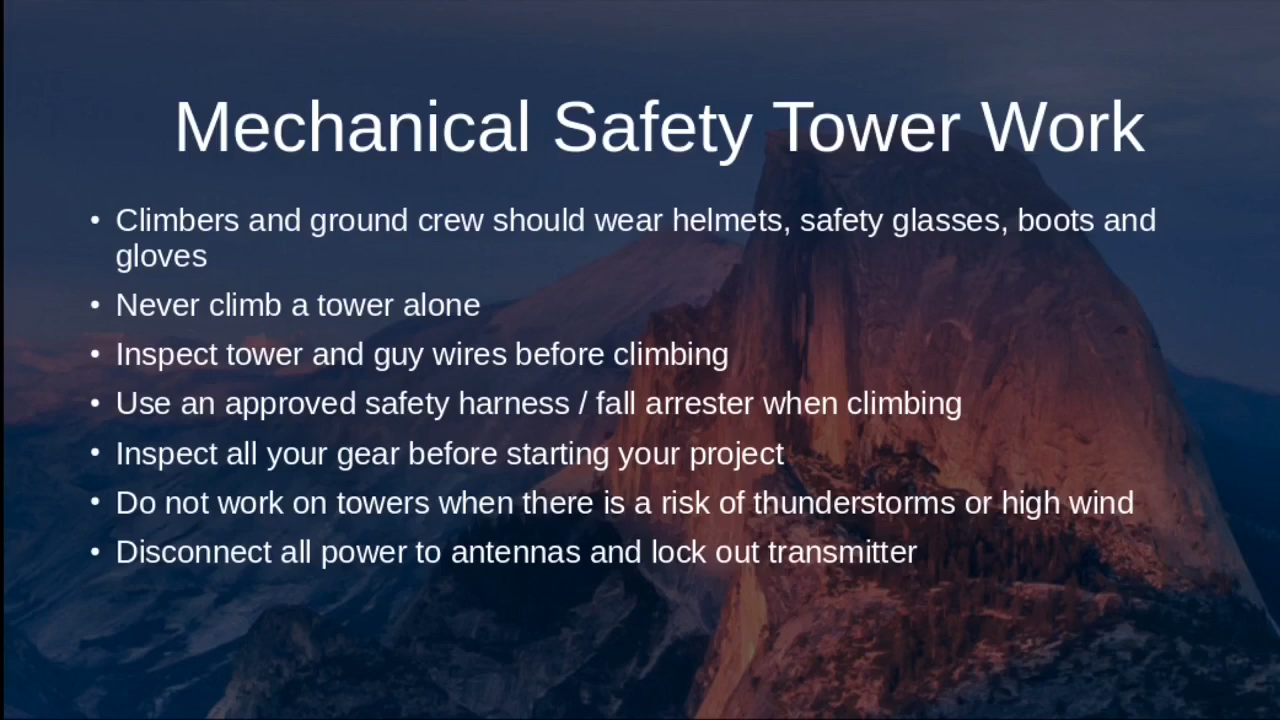 Mechanical Safety Tower Work
• Climbers and ground crew should wear helmets, safety glasses, boots and
gloves
• Never climb a tower alone
• Inspect tower and guy wires before climbing
• Use an approved safety harness / fall arrester when climbing
• Inspect all your gear before starting your project
• Do not work on towers when there is a risk of thunderstorms or high wind
• Disconnect all power to antennas and lock out transmitter